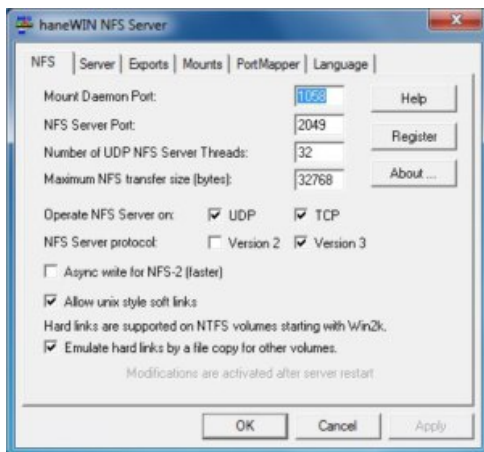 haneWIN NFS Server
NFS Server Exports Mounts PortMapper Language
Mount Daemon Port: 1058 Help
NFS Server Port: 2049 Register
Number of UDP NFS Server Threads: 32
Maximum NFS transfer size (bytes): 32768 About ...
Operate NFS Server on: UDP TCP
NFS Server protocol: Version 2 Version 3
Async write for NFS-2 (faster)
Allow unix style soft links
Hard links are supported on NTFS volumes starting with Win2k.
Emulate hard links by a file copy for other volumes.
Modifications are activated after server restart
OK Cancel Apply